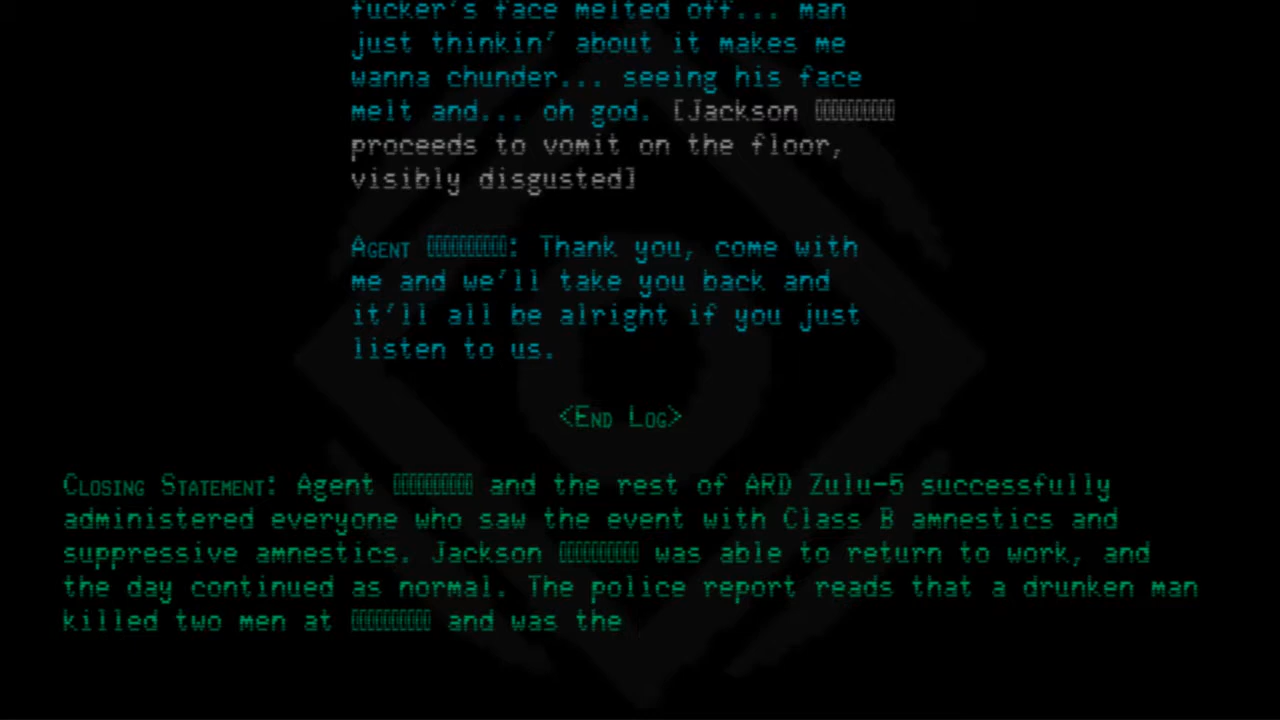 fucker's face melted off... man
just thinkin' about it makes me
wanna chunder... seeing his face
melt and... oh god. [Jackson ▯▯▯▯▯▯▯▯▯▯
proceeds to vomit on the floor,
visibly disgusted]
Agent ▯▯▯▯▯▯▯▯▯▯: Thank you, come with
me and we'll take you back and
it'll all be alright if you just
listen to us.
<End Log>
Closing Statement: Agent ▯▯▯▯▯▯▯▯▯▯ and the rest of ARD Zulu-5 successfully
administered everyone who saw the event with Class B amnestics and
suppressive amnestics. Jackson ▯▯▯▯▯▯▯▯▯▯ was able to return to work, and
the day continued as normal. The police report reads that a drunken man
killed two men at ▯▯▯▯▯▯▯▯▯▯ and was the